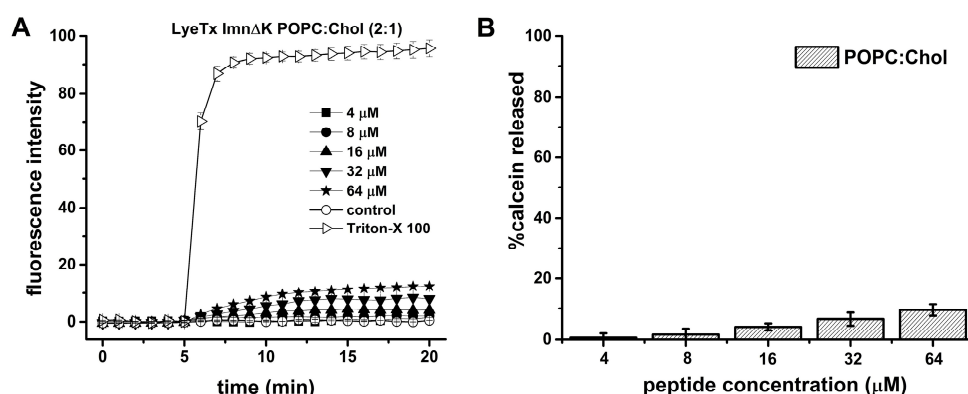 A
LyeTx ImnΔK POPC:Chol (2:1)
fluorescence intensity
100
80
60
40
20
0
4 μM
8 μM
16 μM
32 μM
64 μM
control
Triton-X 100
0 5 10 15 20
time (min)
B
POPC:Chol
%calcein released
100
80
60
40
20
0
4 8 16 32 64
peptide concentration (μM)